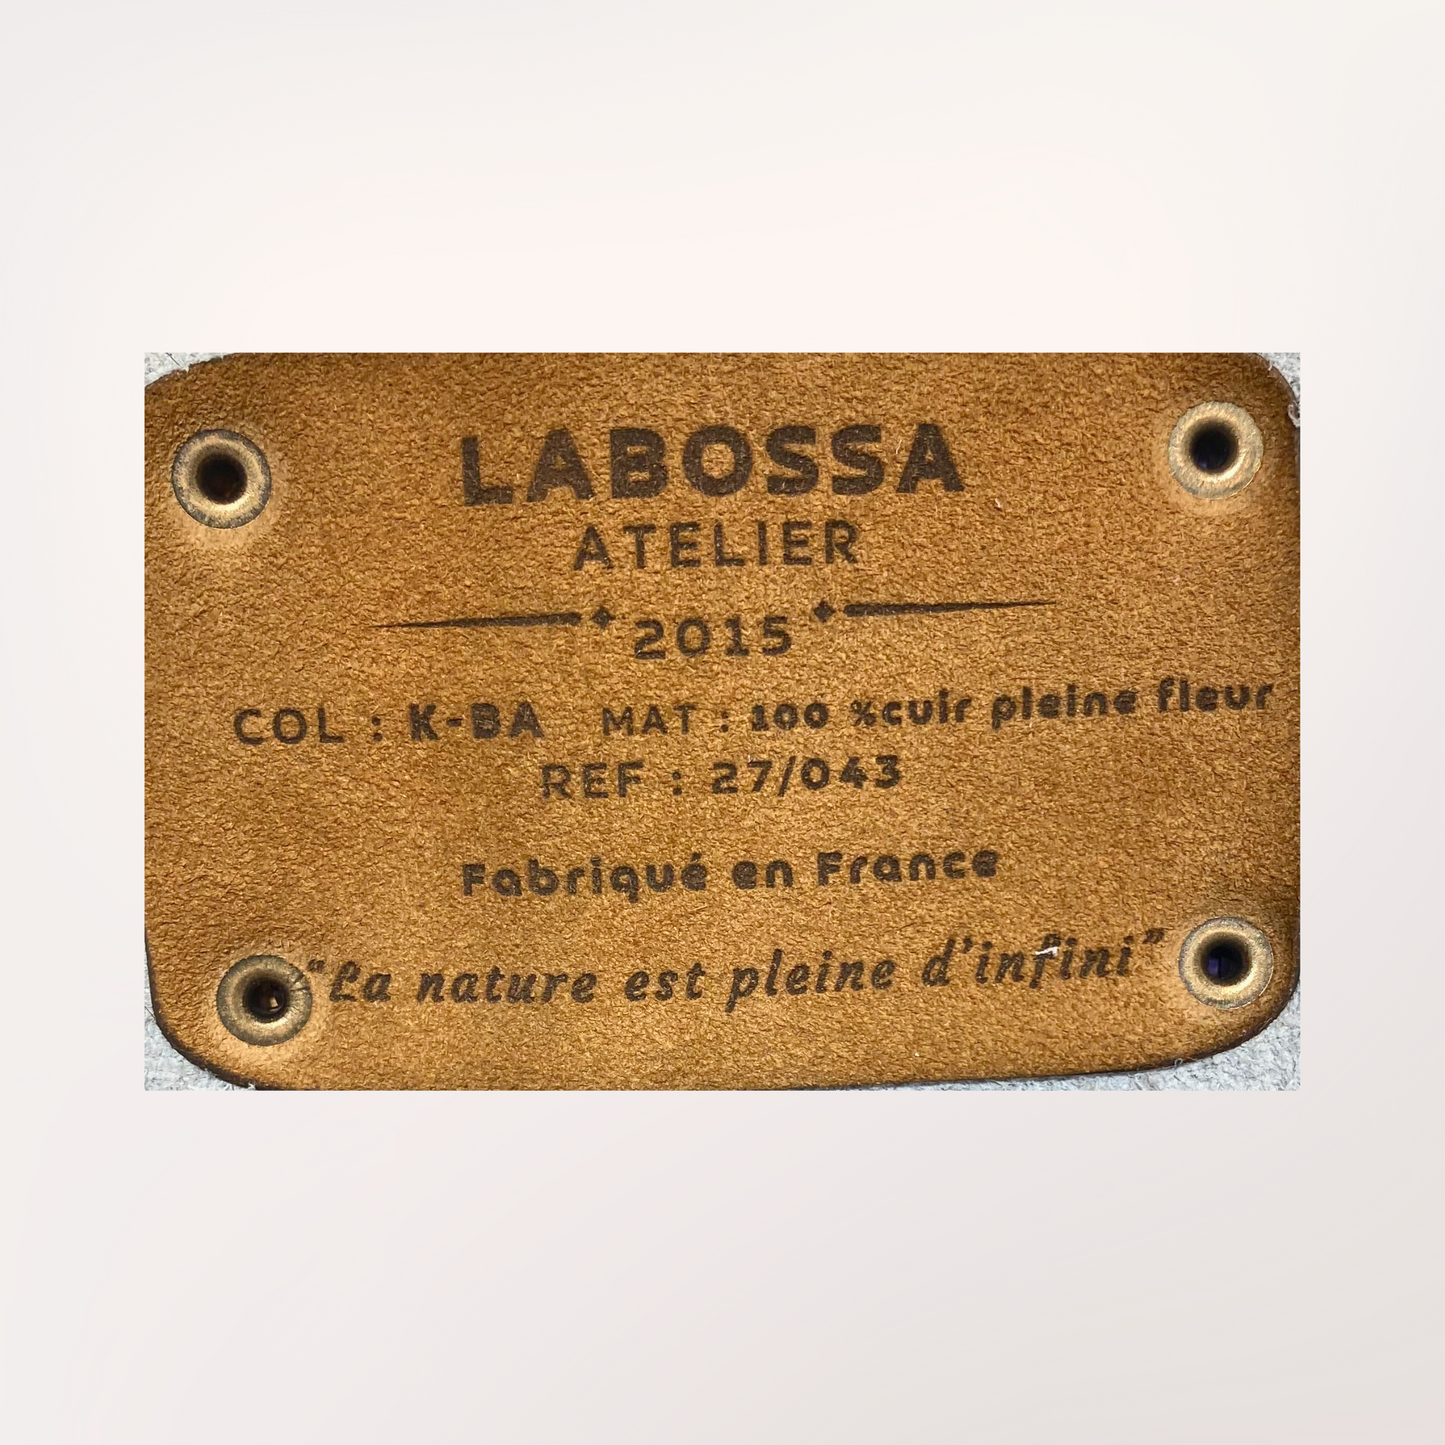 LABOSSA
ATELIER
2015
COL : K-BA MAT : 100 %cuir pleine fleur
REF : 27/043
Fabriqué en France
“La nature est pleine d’infini”